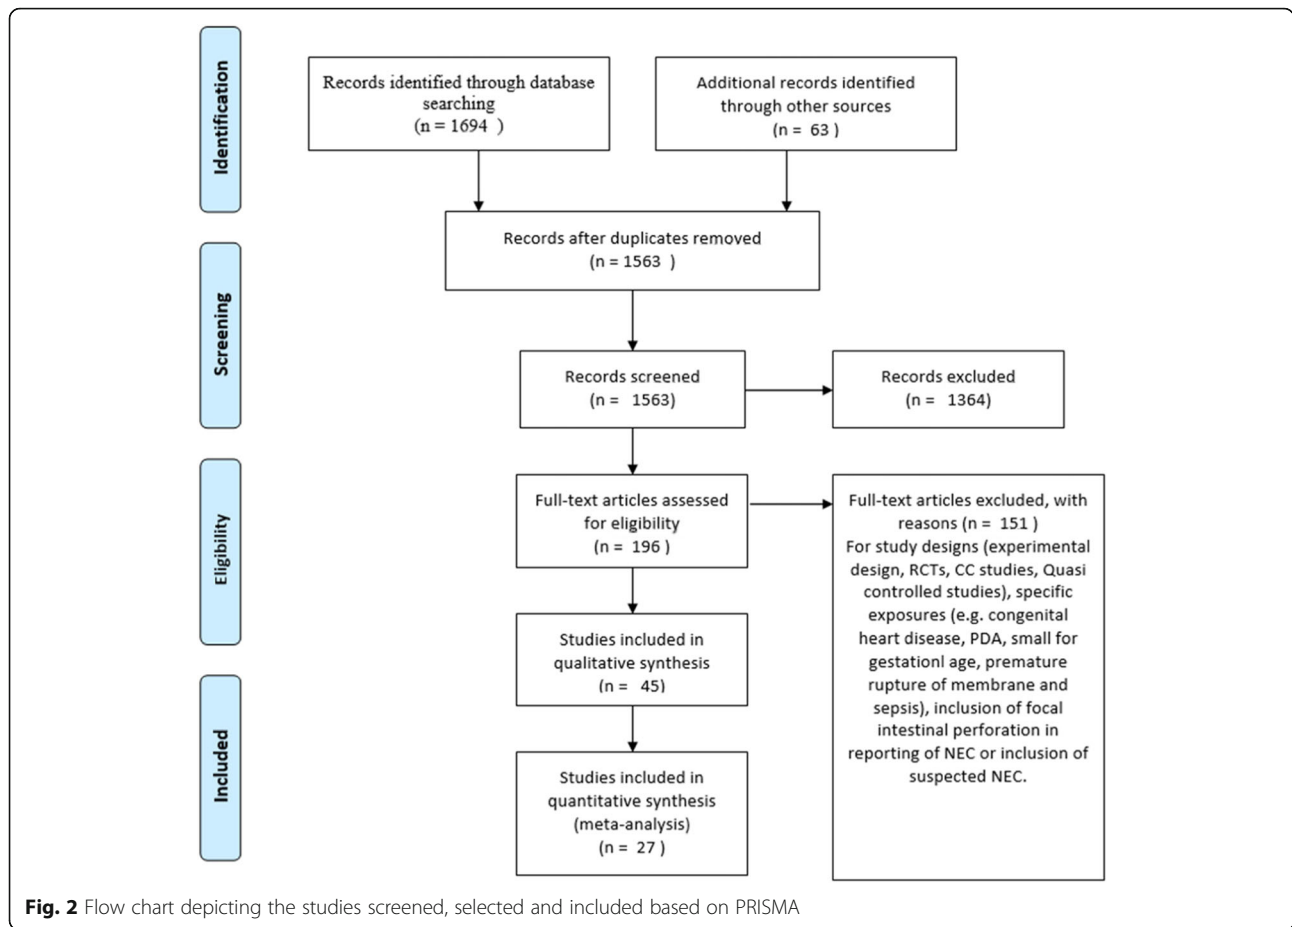 Identification
Records identified through database
searching
(n = 1694  )
Additional records identified
through other sources
(n =  63 )
Records after duplicates removed
(n = 1563  )
Screening
Records screened
(n =  1563)
Records excluded
(n =  1364)
Eligibility
Full-text articles assessed
for eligibility
(n =  196 )
Full-text articles excluded, with
reasons (n =  151 )
For study designs (experimental
design, RCTs, CC studies, Quasi
controlled studies), specific
exposures (e.g. congenital
heart disease, PDA, small for
gestationl age, premature
rupture of membrane and
sepsis), inclusion of focal
intestinal perforation in
reporting of NEC or inclusion of
suspected NEC.
Studies included in
qualitative synthesis
(n =  45)
Included
Studies included in
quantitative synthesis
(meta-analysis)
(n =  27 )
Fig. 2 Flow chart depicting the studies screened, selected and included based on PRISMA